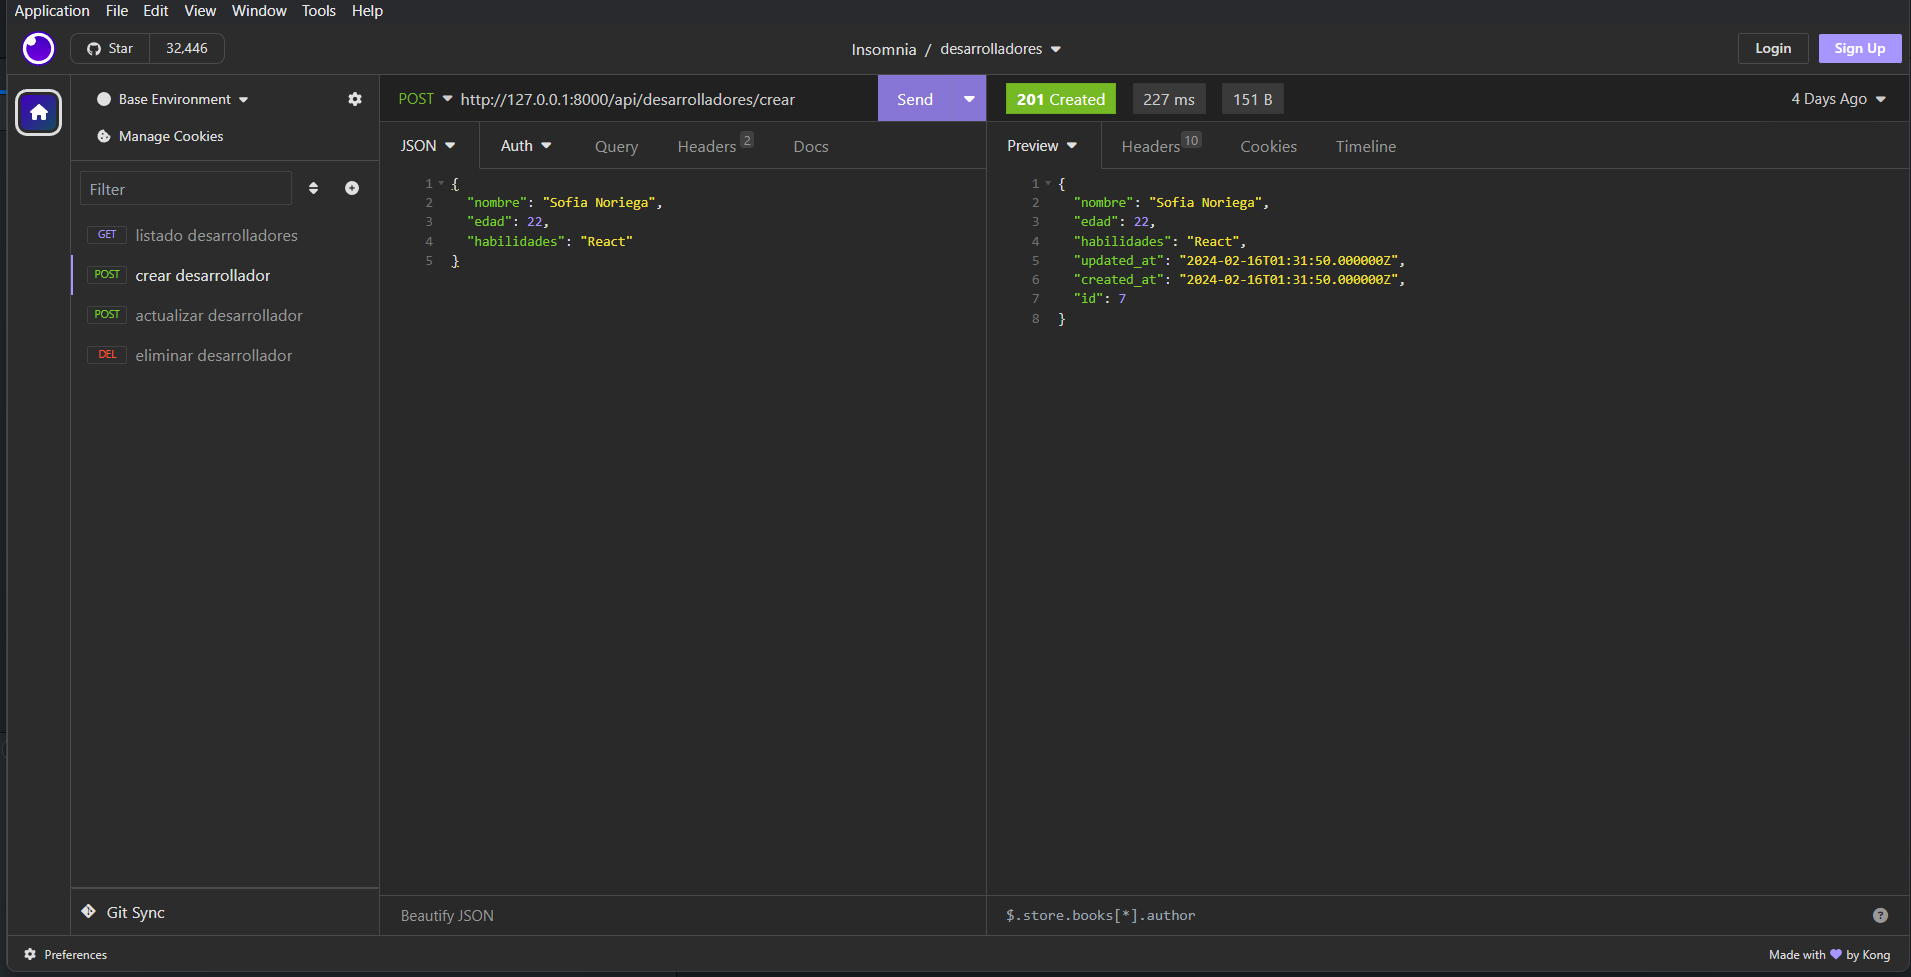 Application File Edit View Window Tools Help
Star 32,446
Insomnia / desarrolladores
Login Sign Up
Base Environment
Manage Cookies
Filter
GET listado desarrolladores
POST crear desarrollador
POST actualizar desarrollador
DEL eliminar desarrollador
Git Sync
POST http://127.0.0.1:8000/api/desarrolladores/crear Send
JSON Auth Query Headers 2 Docs
1 {
2 "nombre": "Sofia Noriega",
3 "edad": 22,
4 "habilidades": "React"
5 }
Beautify JSON
201 Created 227 ms 151 B 4 Days Ago
Preview Headers 10 Cookies Timeline
1 {
2 "nombre": "Sofia Noriega",
3 "edad": 22,
4 "habilidades": "React",
5 "updated_at": "2024-02-16T01:31:50.000000Z",
6 "created_at": "2024-02-16T01:31:50.000000Z",
7 "id": 7
8 }
$.store.books[*].author ?
Preferences
Made with 💜 by Kong